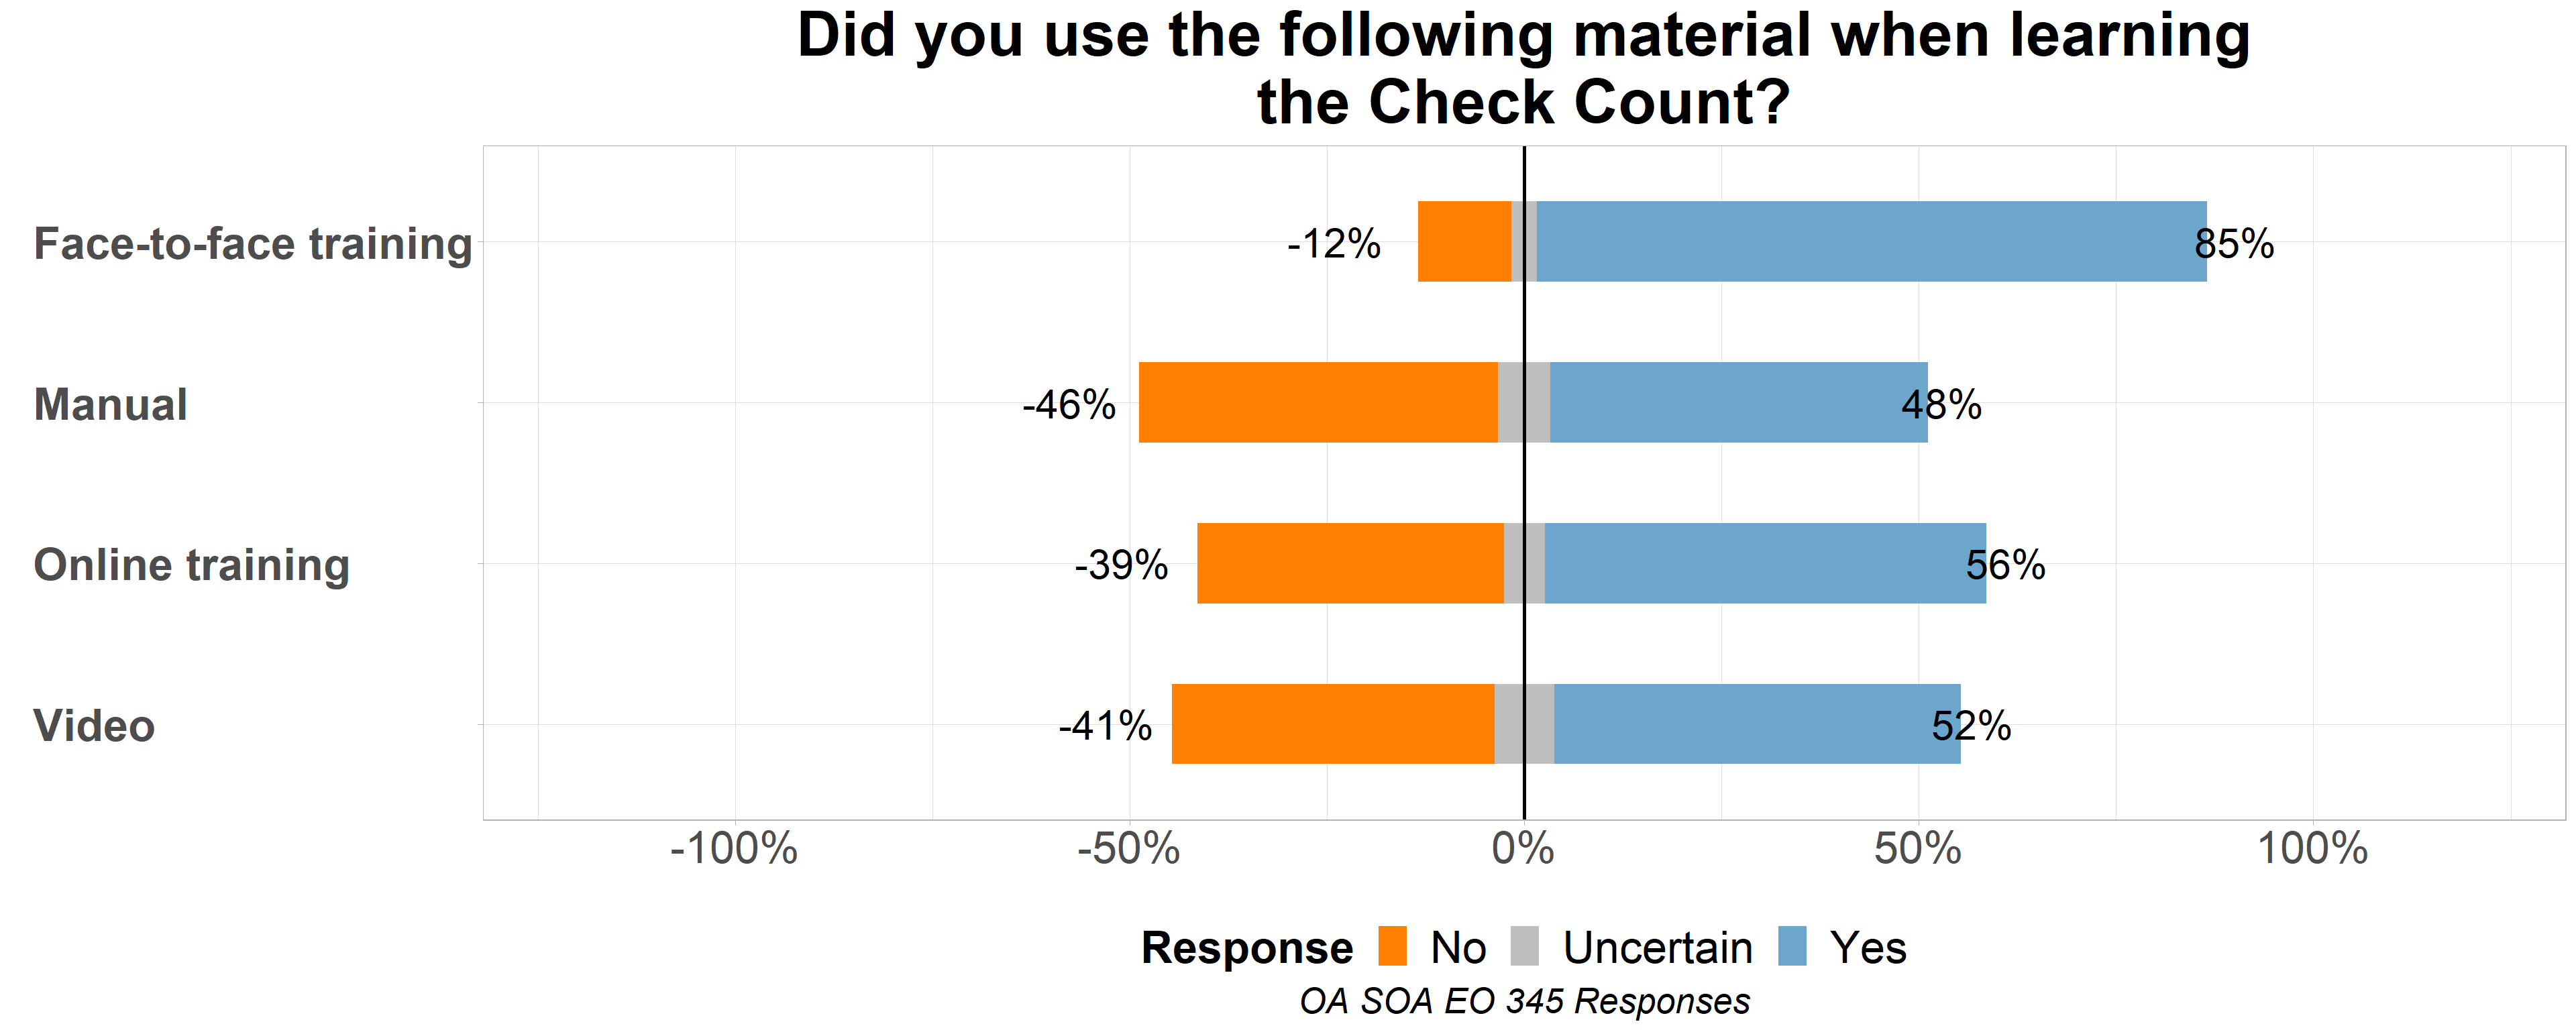 Did you use the following material when learning
the Check Count?
Face-to-face training -12% 85%
Manual -46% 48%
Online training -39% 56%
Video -41% 52%
-100% -50% 0% 50% 100%
Response No Uncertain Yes
OA SOA EO 345 Responses